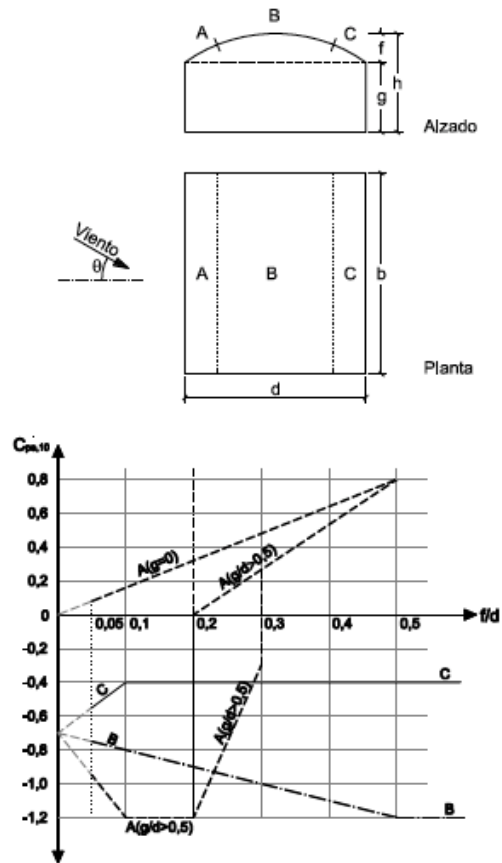 B
A C
f
g h
Alzado
Viento
θ
A B C b
Planta
d
Cpe,10
0,8
0,6
0,4
0,2
0
-0,2
-0,4
-0,6
-0,8
-1,0
-1,2
A(g=0)
A(g/d>0,5)
0,05 0,1 0,2 0,3 0,4 0,5 f/d
C C
A(g/d>0,5)
B
B
A(g/d>0,5)